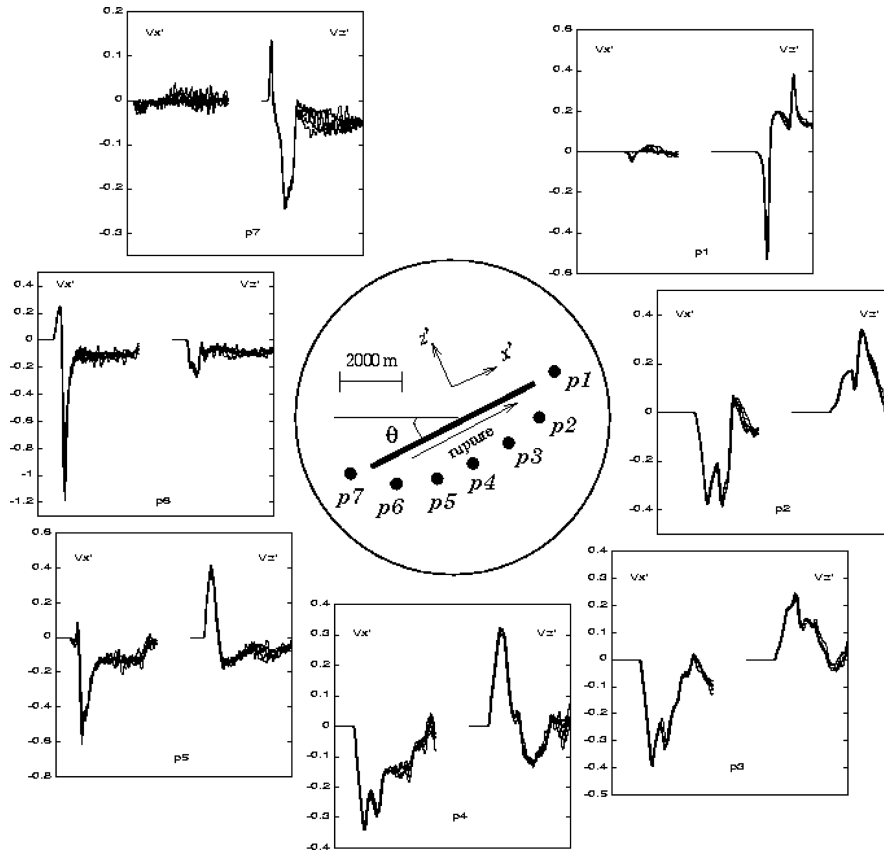 0.2
0.1
0
-0.1
-0.2
-0.3
Vx'
Vz'
p7
0.6
0.4
0.2
0
-0.2
-0.4
-0.6
Vx'
Vz'
p1
0.4
0.2
0
-0.2
-0.4
-0.6
-0.8
-1
-1.2
Vx'
Vz'
p6
z'
x'
2000 m
θ
rupture
p1
p2
p3
p4
p5
p6
p7
0.4
0.2
0
-0.2
-0.4
Vx'
Vz'
p2
0.6
0.4
0.2
0
-0.2
-0.4
-0.6
-0.8
Vx'
Vz'
p5
0.4
0.3
0.2
0.1
0
-0.1
-0.2
-0.3
-0.4
Vx'
Vz'
p4
0.4
0.3
0.2
0.1
0
-0.1
-0.2
-0.3
-0.4
-0.5
Vx'
Vz'
p3